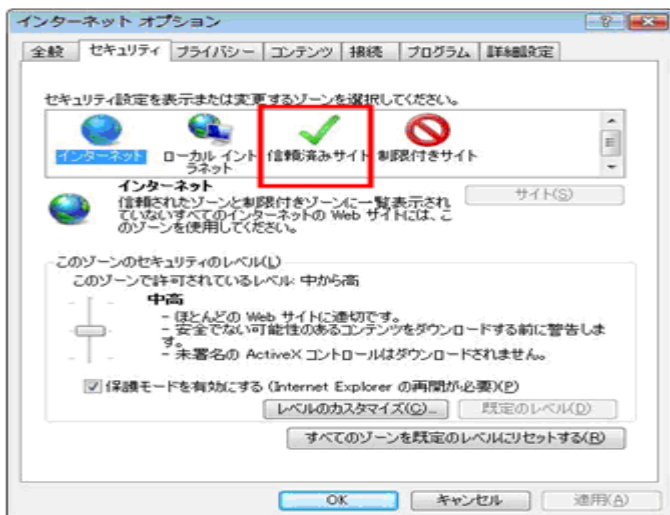 インターネット オプション
全般 セキュリティ プライバシー コンテンツ 接続 プログラム 詳細設定
セキュリティ設定を表示または変更するゾーンを選択してください。
インターネット ローカル イントラネット 信頼済みサイト 制限付きサイト
インターネット
サイト(S)
信頼されたゾーンと制限付きゾーンに一覧表示され
ていないすべてのインターネットの Web サイトには、こ
のゾーンを使用してください。
このゾーンのセキュリティのレベル(L)
このゾーンで許可されているレベル: 中から高
中高
- ほとんどの Web サイトに適切です。
- 安全でない可能性のあるコンテンツをダウンロードする前に警告しま
す。
- 未署名の ActiveX コントロールはダウンロードされません。
保護モードを有効にする (Internet Explorer の再開が必要)(P)
レベルのカスタマイズ(C)... 既定のレベル(D)
すべてのゾーンを既定のレベルにリセットする(R)
OK キャンセル 適用(A)